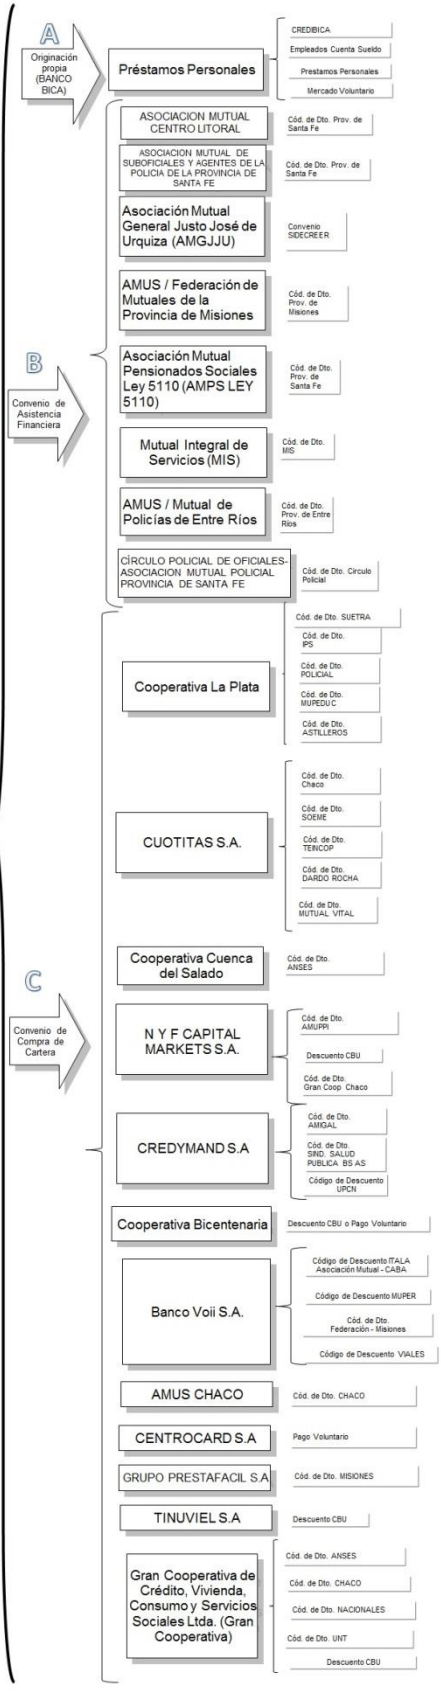 A
Originación
propia
(BANCO
BICA)
Préstamos Personales
CREDIBICA
Empleados Cuenta Sueldo
Prestamos Personales
Mercado Voluntario
B
Convenio de
Asistencia
Financiera
ASOCIACION MUTUAL
CENTRO LITORAL
Cód. de Dto. Prov. de
Santa Fe
ASOCIACION MUTUAL DE
SUBOFICIALES Y AGENTES DE LA
POLICIA DE LA PROVINCIA DE
SANTA FE
Cód. de Dto. Prov. de
Santa Fe
Asociación Mutual
General Justo José de
Urquiza (AMGJJU)
Convenio
SIDECREER
AMUS / Federación de
Mutuales de la
Provincia de Misiones
Cód. de Dto.
Prov. de
Misiones
Asociación Mutual
Pensionados Sociales
Ley 5110 (AMPS LEY
5110)
Cód. de Dto.
Prov. de
Santa Fe
Mutual Integral de
Servicios (MIS)
Cód. de Dto.
MIS
AMUS / Mutual de
Policías de Entre Ríos
Cód. de Dto.
Prov. de Entre
Ríos
CÍRCULO POLICIAL DE OFICIALES-
ASOCIACION MUTUAL POLICIAL
PROVINCIA DE SANTA FE
Cód. de Dto. Círculo
Policial
C
Convenio de
Compra de
Cartera
Cooperativa La Plata
Cód. de Dto. SUETRA
Cód. de Dto.
IPS
Cód. de Dto.
POLICIAL
Cód. de Dto.
MUPEDUC
Cód. de Dto.
ASTILLEROS
CUOTITAS S.A.
Cód. de Dto.
Chaco
Cód. de Dto.
SOEME
Cód. de Dto.
TEINCOP
Cód. de Dto.
DARDO ROCHA
Cód. de Dto.
MUTUAL VITAL
Cooperativa Cuenca
del Salado
Cód. de Dto.
ANSES
N Y F CAPITAL
MARKETS S.A.
Cód. de Dto.
AMUPPI
Descuento CBU
Cód. de Dto.
Gran Coop Chaco
CREDYMAND S.A
Cód. de Dto.
AMIGAL
Cód. de Dto.
SIND. SALUD
PUBLICA BS AS
Código de Descuento
UPCN
Cooperativa Bicentenaria
Descuento CBU o Pago Voluntario
Banco Voii S.A.
Código de Descuento ITALA
Asociación Mutual - CABA
Código de Descuento MUPER
Cód. de Dto.
Federación - Misiones
Código de Descuento VIALES
AMUS CHACO
Cód. de Dto. CHACO
CENTROCARD S.A
Pago Voluntario
GRUPO PRESTAFACIL S.A
Cód. de Dto. MISIONES
TINUVIEL S.A
Descuento CBU
Gran Cooperativa de
Crédito, Vivienda,
Consumo y Servicios
Sociales Ltda. (Gran
Cooperativa)
Cód. de Dto. ANSES
Cód. de Dto. CHACO
Cód. de Dto. NACIONALES
Cód. de Dto. UNT
Descuento CBU